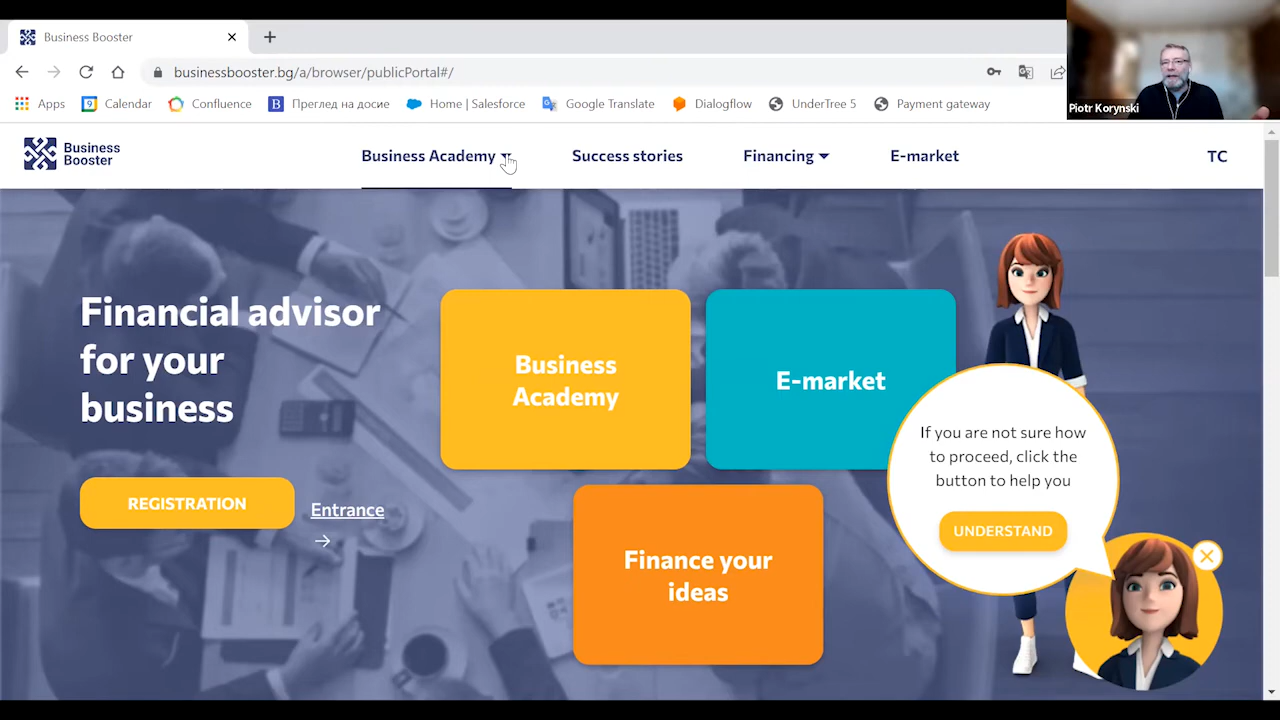 Business Booster
businessbooster.bg/a/browser/publicPortal#/
Apps
9
Calendar
Confluence
B
Преглед на досие
Home | Salesforce
Google Translate
Dialogflow
UnderTree 5
Payment gateway
Piotr Korynski
Business
Booster
Business Academy
Success stories
Financing
E-market
TC
Financial advisor
for your
business
REGISTRATION
Entrance
→
Business
Academy
E-market
Finance your
ideas
If you are not sure how
to proceed, click the
button to help you
UNDERSTAND